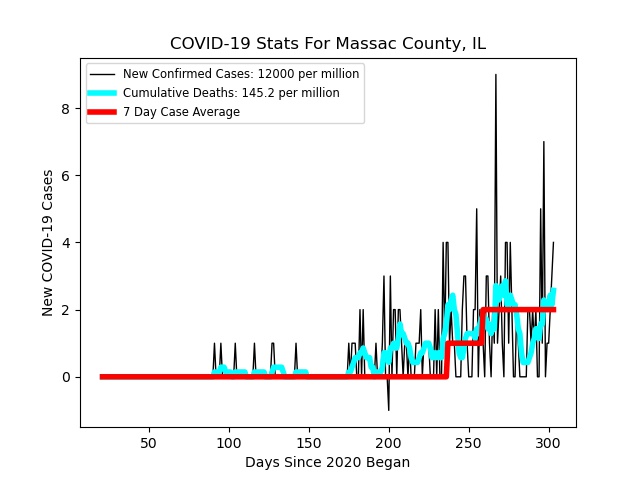 COVID-19 Stats For Massac County, IL
New Confirmed Cases: 12000 per million
Cumulative Deaths: 145.2 per million
7 Day Case Average
New COVID-19 Cases
8
6
4
2
0
50 100 150 200 250 300
Days Since 2020 Began